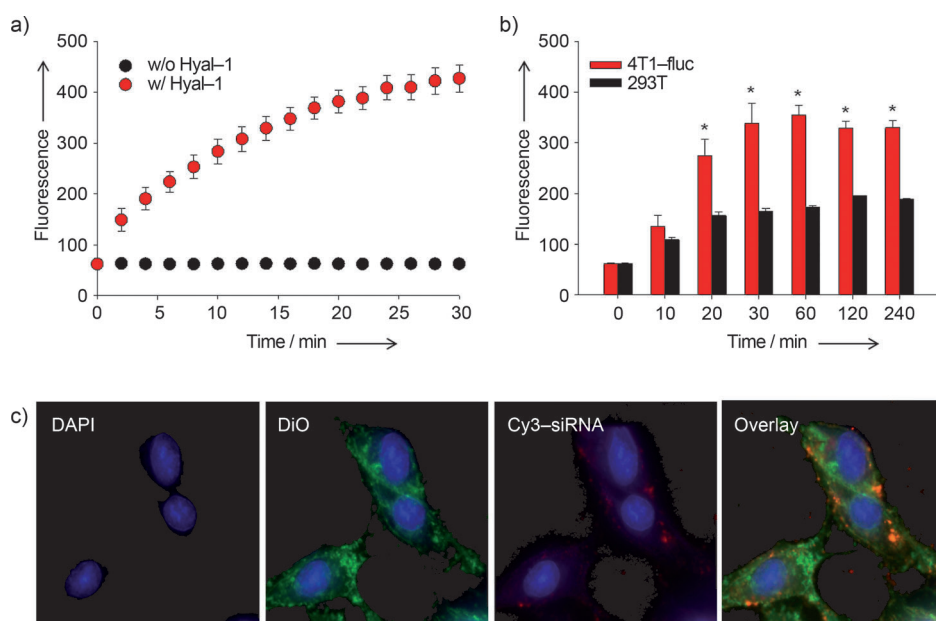 a)
500
400
300
200
100
0
Fluorescence
w/o Hyal–1
w/ Hyal–1
0 5 10 15 20 25 30
Time / min
b)
500
400
300
200
100
0
Fluorescence
4T1–fluc
293T
* * * * *
0 10 20 30 60 120 240
Time / min
c)
DAPI
DiO
Cy3–siRNA
Overlay